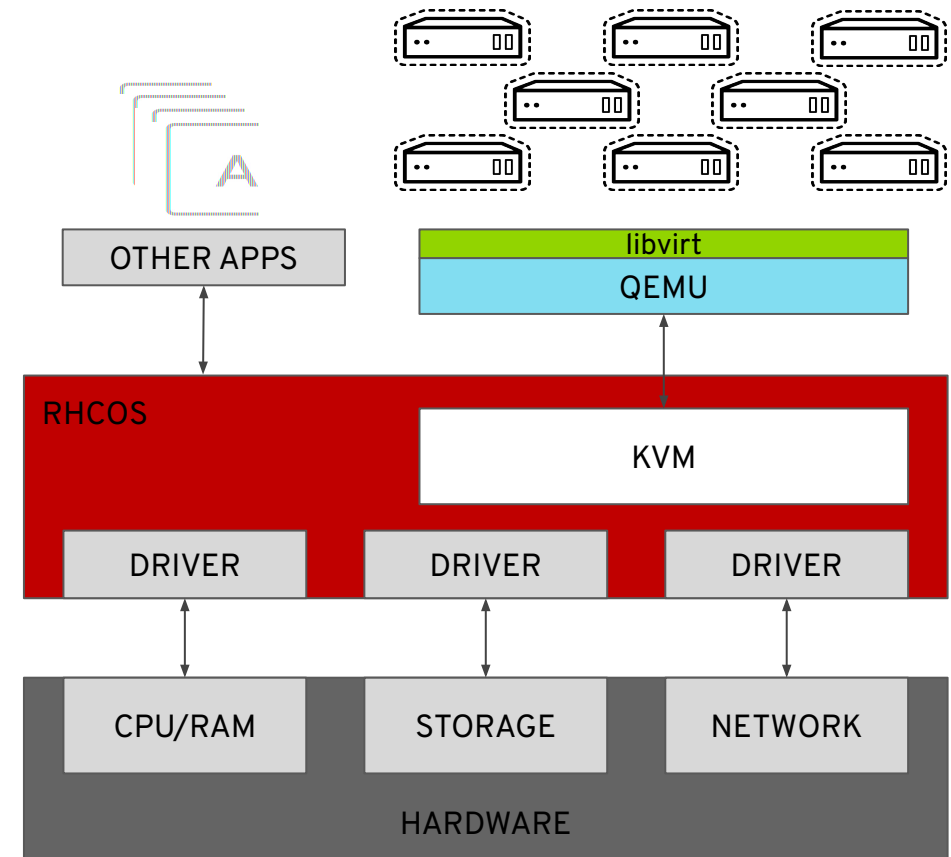 A
OTHER APPS
libvirt
QEMU
RHCOS
KVM
DRIVER
DRIVER
DRIVER
CPU/RAM
STORAGE
NETWORK
HARDWARE